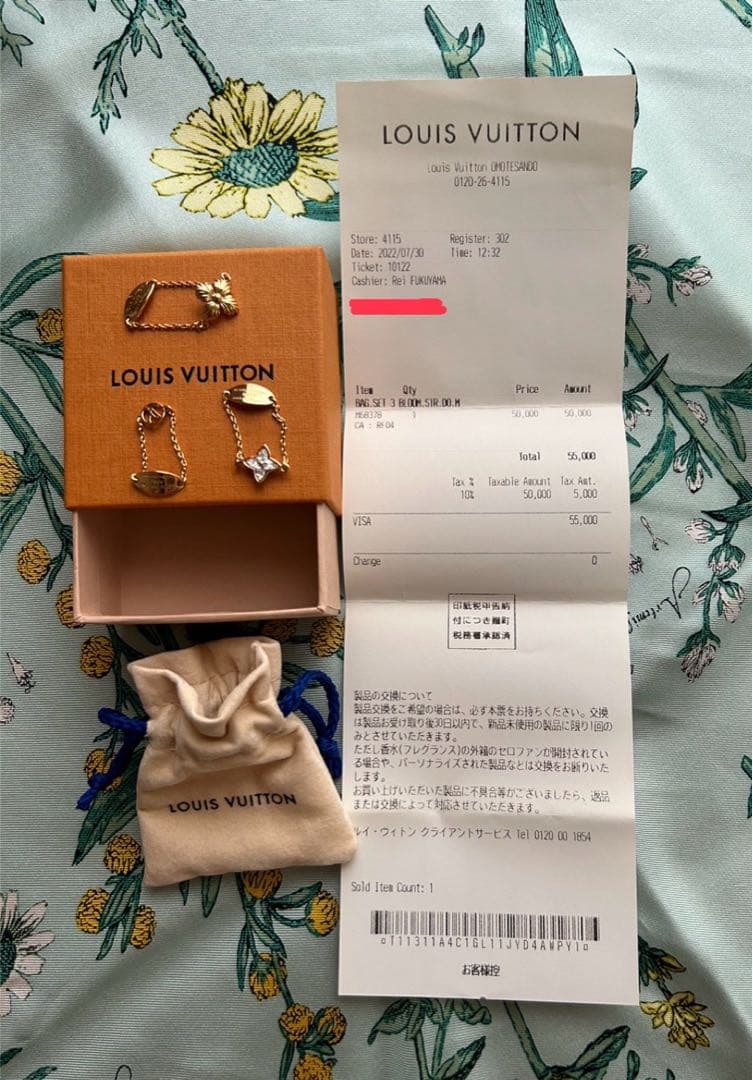 LOUIS VUITTON
Louis Vuitton OMOTESANDO
0120-26-4115
Store: 4115 Register: 302
Date: 2022/07/30 Time: 12:32
Ticket: 10122
Cashier: Rei FUKUYAMA
Item Qty Price Amount
BAG.SET 3 BLOOM.STR.DO.M
M68378 1 50,000 50,000
CA : RE04
Total 55,000
Tax % Taxable Amount Tax Amt.
10% 50,000 5,000
VISA 55,000
Change 0
印紙税申告納
付につき麹町
税務署承認済
製品の交換について
製品交換をご希望の場合は、必ず本票をお持ちください。交換
は製品お受け取り後30日以内で、新品未使用の製品に限り1回の
みとさせていただきます。
ただし香水(フレグランス)の外箱のセロファンが開封されてい
る場合や、パーソナライズされた製品などは交換をお断りいた
します。
お買い上げいただいた製品に不具合等がございましたら、返品
または交換によって対応させていただきます。
ルイ・ヴィトン クライアントサービス Tel 0120 00 1854
Sold Item Count: 1
¤T11311A4C1GL11JYD4AWPY1¤
お客様控
LOUIS VUITTON
LOUIS VUITTON